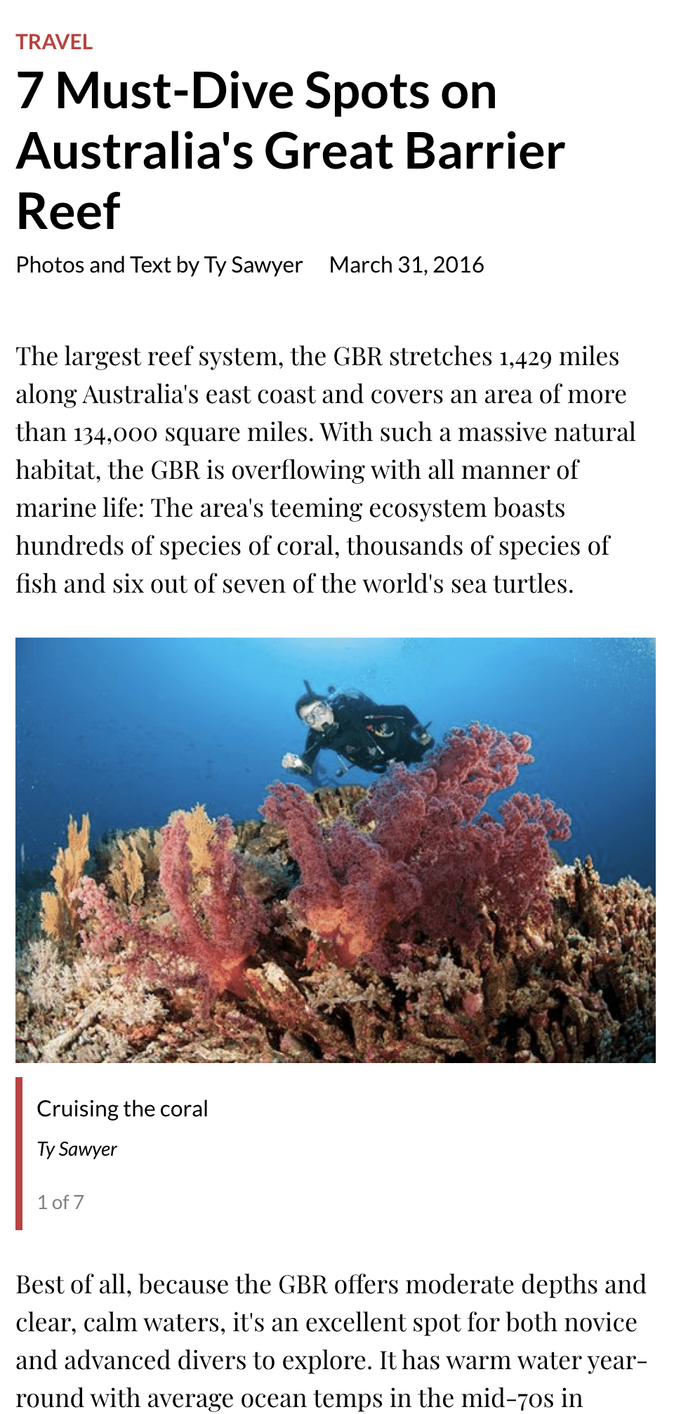 TRAVEL
7 Must-Dive Spots on
Australia's Great Barrier
Reef
Photos and Text by Ty Sawyer March 31, 2016
The largest reef system, the GBR stretches 1,429 miles
along Australia's east coast and covers an area of more
than 134,000 square miles. With such a massive natural
habitat, the GBR is overflowing with all manner of
marine life: The area's teeming ecosystem boasts
hundreds of species of coral, thousands of species of
fish and six out of seven of the world's sea turtles.
Cruising the coral
Ty Sawyer
1 of 7
Best of all, because the GBR offers moderate depths and
clear, calm waters, it's an excellent spot for both novice
and advanced divers to explore. It has warm water year-
round with average ocean temps in the mid-70s in